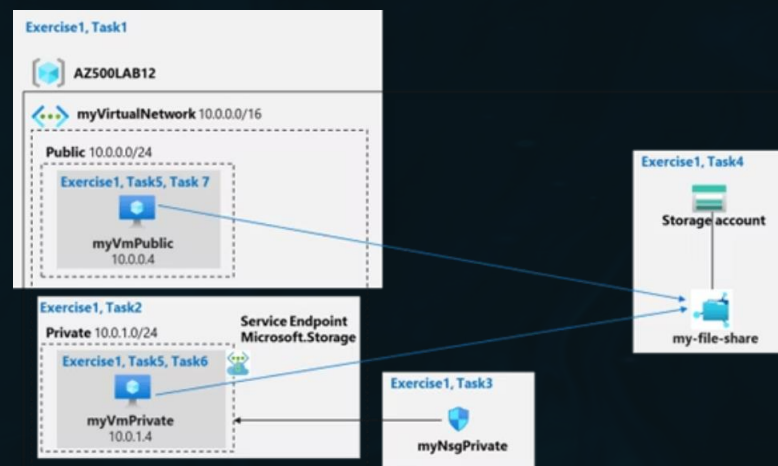 Exercise1, Task1
AZ500LAB12
myVirtualNetwork 10.0.0.0/16
Public 10.0.0.0/24
Exercise1, Task5, Task 7
myVmPublic
10.0.0.4
Exercise1, Task2
Private 10.0.1.0/24
Service Endpoint
Microsoft.Storage
Exercise1, Task5, Task6
myVmPrivate
10.0.1.4
Exercise1, Task3
myNsgPrivate
Exercise1, Task4
Storage account
my-file-share